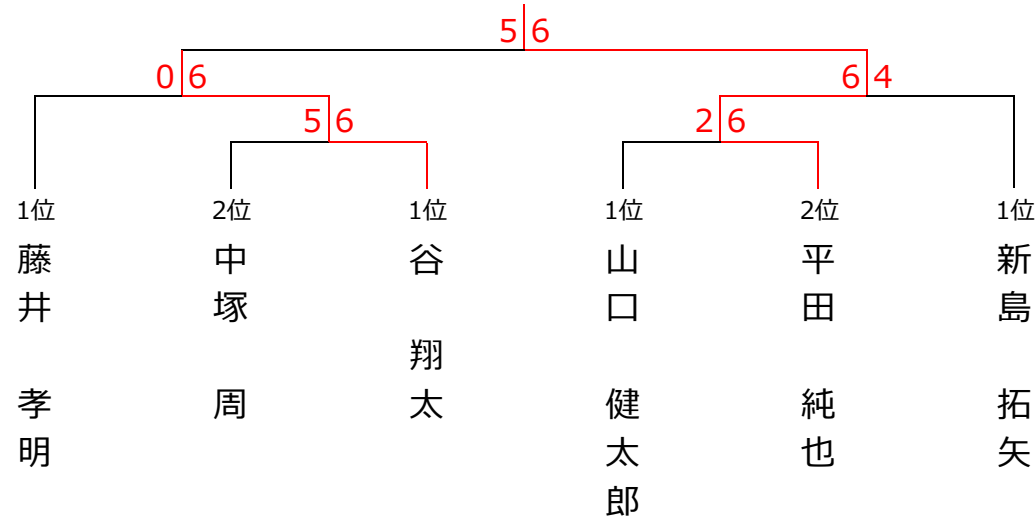 5 6
0 6
6 4
5 6
2 6
1位
2位
1位
1位
2位
1位
藤井 孝明
中塚 周
谷 翔太
山口 健太郎
平田 純也
新島 拓矢